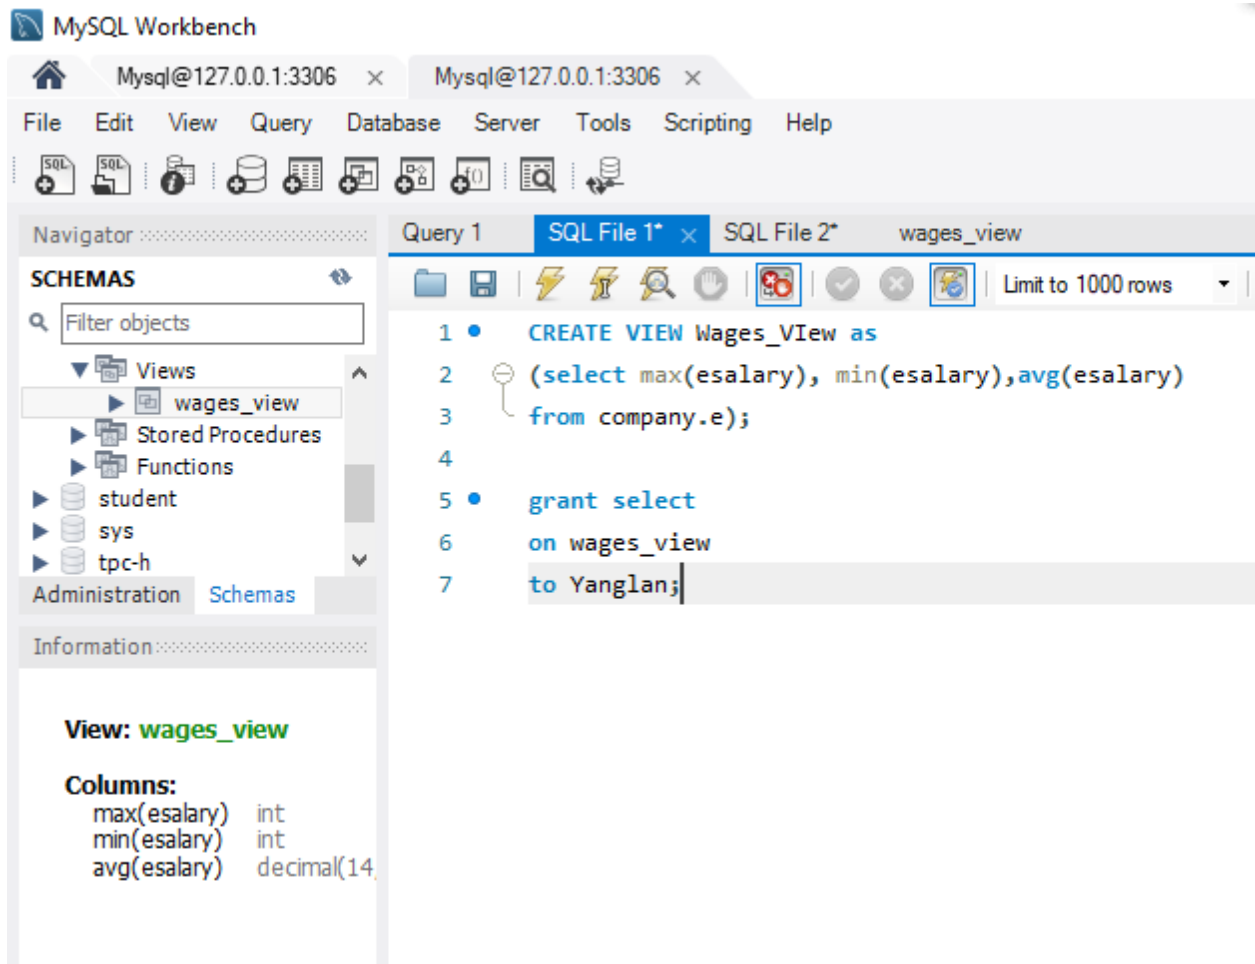 MySQL Workbench
Mysql@127.0.0.1:3306 × Mysql@127.0.0.1:3306 ×
File Edit View Query Database Server Tools Scripting Help
Navigator
SCHEMAS
Filter objects
Views
wages_view
Stored Procedures
Functions
student
sys
tpc-h
Administration Schemas
Information
View: wages_view
Columns:
max(esalary) int
min(esalary) int
avg(esalary) decimal(14,
Query 1 SQL File 1* × SQL File 2* wages_view
Limit to 1000 rows
1 CREATE VIEW Wages_VIew as
2 (select max(esalary), min(esalary),avg(esalary)
3 from company.e);
4
5 grant select
6 on wages_view
7 to Yanglan;